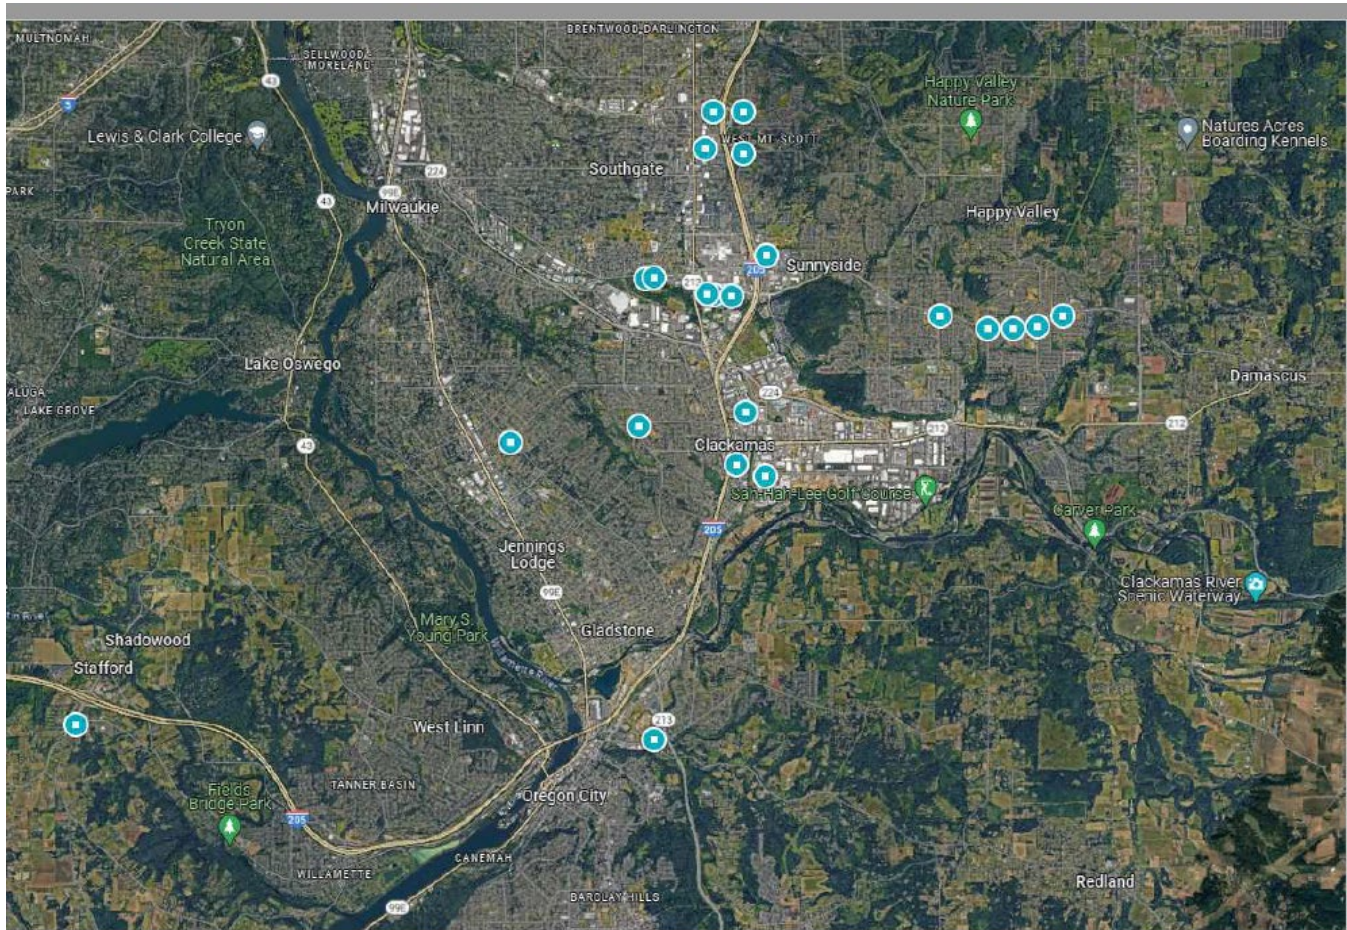 BRENTWOOD-DARLINGTON
MULTNOMAH
SELLWOOD -
MORELAND
43
5
Happy Valley
Nature Park
Lewis & Clark College
WEST MT. SCOTT
Natures Acres
Boarding Kennels
Southgate
224
PARK
99E
43
Milwaukie
Happy Valley
Tryon
Creek State
Natural Area
Sunnyside
205
Lake Oswego
Damascus
ALUGA
LAKE GROVE
224
212
212
43
Clackamas
Sah-Hah-Lee Golf Course
Carver Park
205
Jennings
Lodge
Clackamas River
Scenic Waterway
99E
Mary S.
Young Park
Gladstone
Shadowood
Stafford
213
West Linn
TANNER BASIN
Fields
Bridge Park
Oregon City
205
CANEMAH
WILLAMETTE
Redland
BARCLAY HILLS
99E